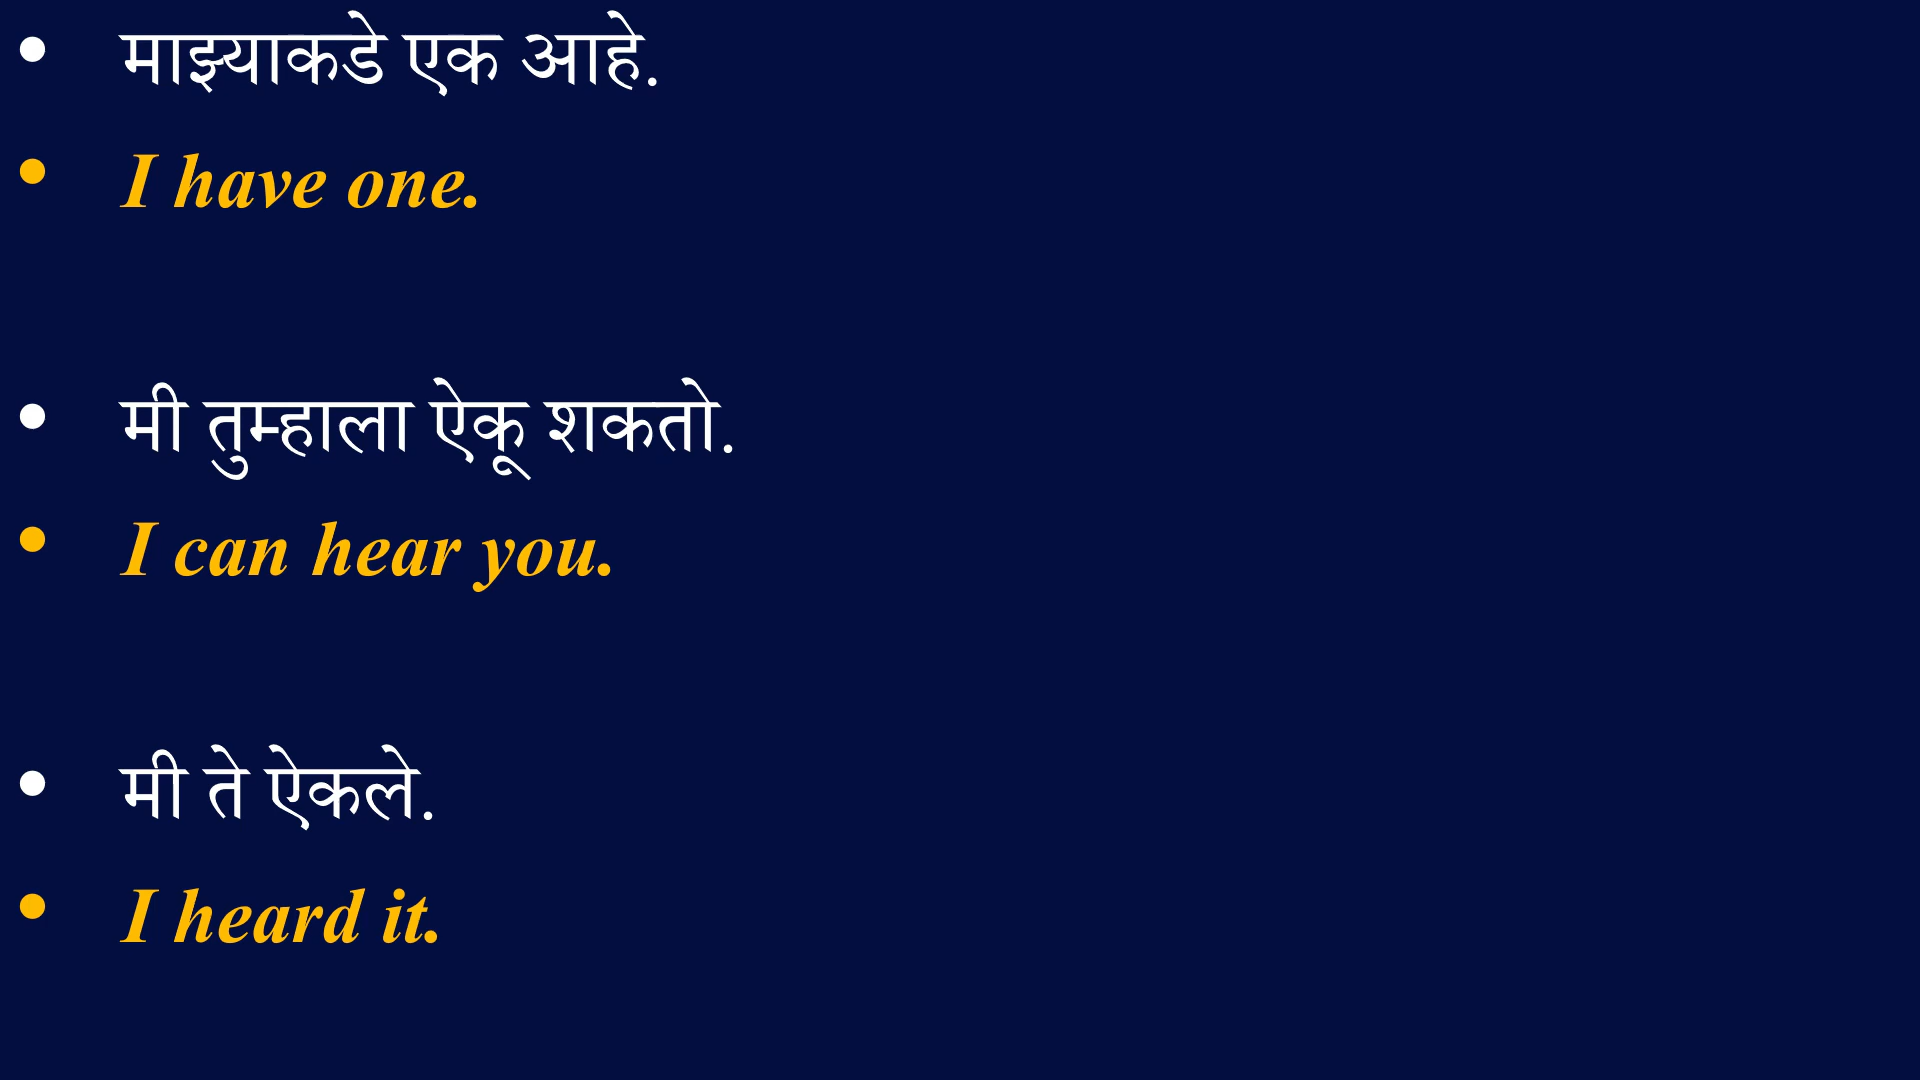 • माझ्याकडे एक आहे.
• I have one.
• मी तुम्हाला ऐकू शकतो.
• I can hear you.
• मी ते ऐकले.
• I heard it.